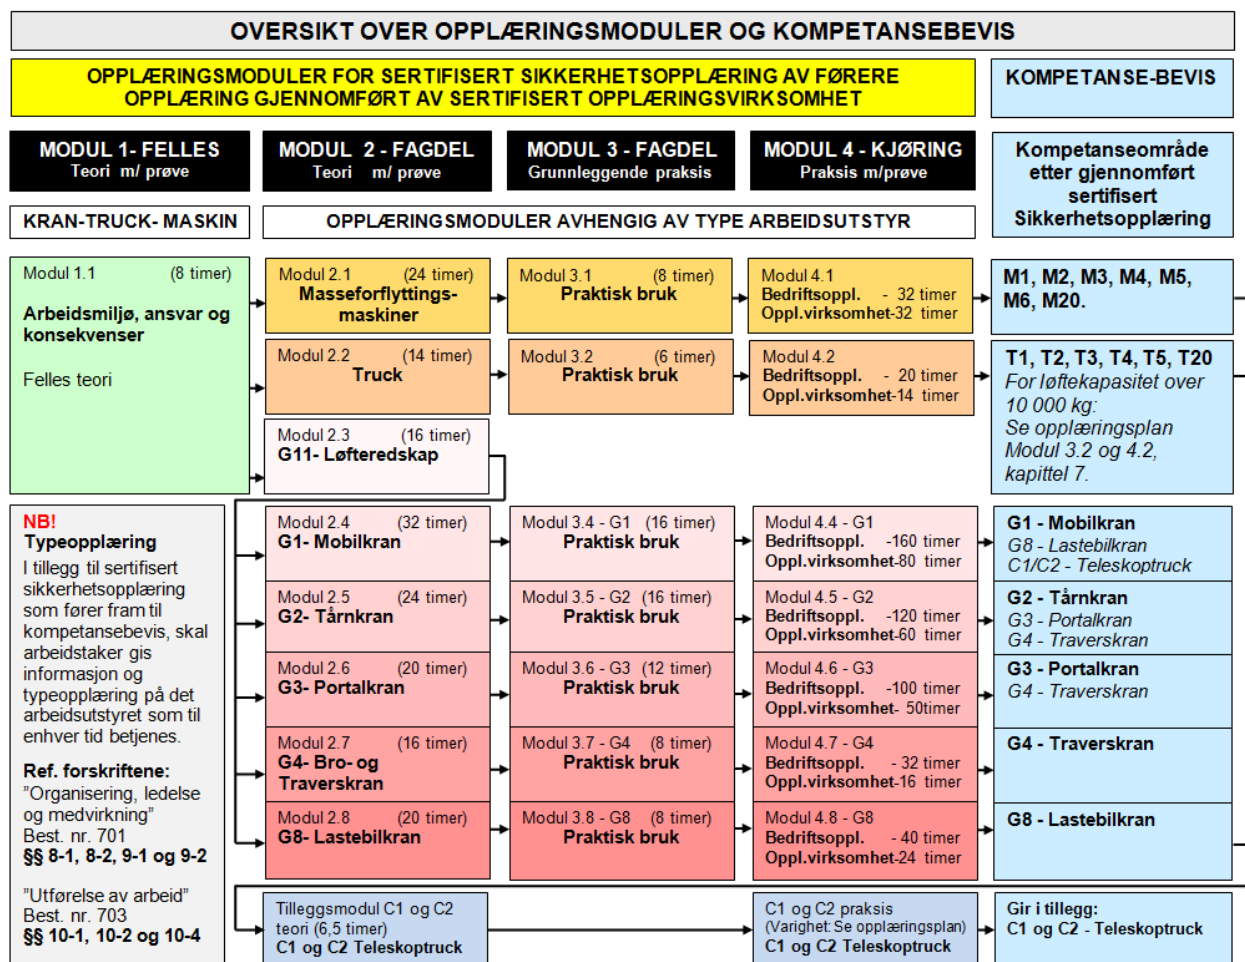 OVERSIKT OVER OPPLÆRINGSMODULER OG KOMPETANSEBEVIS
OPPLÆRINGSMODULER FOR SERTIFISERT SIKKERHETSOPPLÆRING AV FØRERE
OPPLÆRING GJENNOMFØRT AV SERTIFISERT OPPLÆRINGSVIRKSOMHET
KOMPETANSE-BEVIS
MODUL 1- FELLES
Teori m/ prøve
MODUL 2 - FAGDEL
Teori m/ prøve
MODUL 3 - FAGDEL
Grunnleggende praksis
MODUL 4 - KJØRING
Praksis m/prøve
Kompetanseområde
etter gjennomført
sertifisert
Sikkerhetsopplæring
KRAN-TRUCK- MASKIN
OPPLÆRINGSMODULER AVHENGIG AV TYPE ARBEIDSUTSTYR
Modul 1.1 (8 timer)
Arbeidsmiljø, ansvar og
konsekvenser
Felles teori
Modul 2.1 (24 timer)
Masseforflyttings-
maskiner
Modul 3.1 (8 timer)
Praktisk bruk
Modul 4.1
Bedriftsoppl. - 32 timer
Oppl.virksomhet-32 timer
M1, M2, M3, M4, M5,
M6, M20.
Modul 2.2 (14 timer)
Truck
Modul 3.2 (6 timer)
Praktisk bruk
Modul 4.2
Bedriftsoppl. - 20 timer
Oppl.virksomhet-14 timer
T1, T2, T3, T4, T5, T20
For løftekapasitet over
10 000 kg:
Se opplæringsplan
Modul 3.2 og 4.2,
kapittel 7.
Modul 2.3 (16 timer)
G11- Løfteredskap
NB!
Typeopplæring
I tillegg til sertifisert
sikkerhetsopplæring
som fører fram til
kompetansebevis, skal
arbeidstaker gis
informasjon og
typeopplæring på det
arbeidsutstyret som til
enhver tid betjenes.
Ref. forskriftene:
"Organisering, ledelse
og medvirkning"
Best. nr. 701
§§ 8-1, 8-2, 9-1 og 9-2
"Utførelse av arbeid"
Best. nr. 703
§§ 10-1, 10-2 og 10-4
Modul 2.4 (32 timer)
G1- Mobilkran
Modul 3.4 - G1 (16 timer)
Praktisk bruk
Modul 4.4 - G1
Bedriftsoppl. -160 timer
Oppl.virksomhet-80 timer
G1 - Mobilkran
G8 - Lastebilkran
C1/C2 - Teleskoptruck
Modul 2.5 (24 timer)
G2- Tårnkran
Modul 3.5 - G2 (16 timer)
Praktisk bruk
Modul 4.5 - G2
Bedriftsoppl. -120 timer
Oppl.virksomhet-60 timer
G2 - Tårnkran
G3 - Portalkran
G4 - Traverskran
Modul 2.6 (20 timer)
G3- Portalkran
Modul 3.6 - G3 (12 timer)
Praktisk bruk
Modul 4.6 - G3
Bedriftsoppl. -100 timer
Oppl.virksomhet- 50timer
G3 - Portalkran
G4 - Traverskran
Modul 2.7 (16 timer)
G4- Bro- og
Traverskran
Modul 3.7 - G4 (8 timer)
Praktisk bruk
Modul 4.7 - G4
Bedriftsoppl. - 32 timer
Oppl.virksomhet-16 timer
G4 - Traverskran
Modul 2.8 (20 timer)
G8- Lastebilkran
Modul 3.8 - G8 (8 timer)
Praktisk bruk
Modul 4.8 - G8
Bedriftsoppl. - 40 timer
Oppl.virksomhet-24 timer
G8 - Lastebilkran
Tilleggsmodul C1 og C2
teori (6,5 timer)
C1 og C2 Teleskoptruck
C1 og C2 praksis
(Varighet: Se opplæringsplan)
C1 og C2 Teleskoptruck
Gir i tillegg:
C1 og C2 - Teleskoptruck